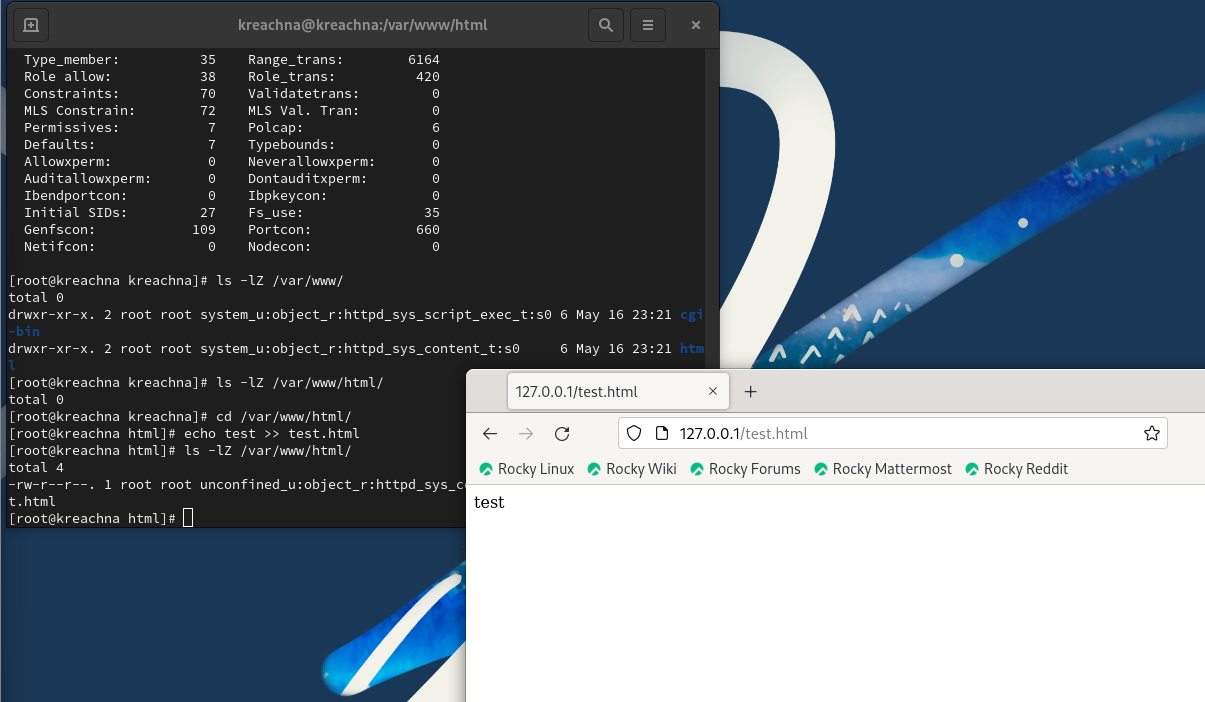 kreachna@kreachna:/var/www/html
Type_member: 35 Range_trans: 6164
Role allow: 38 Role_trans: 420
Constraints: 70 Validatetrans: 0
MLS Constrain: 72 MLS Val. Tran: 0
Permissives: 7 Polcap: 6
Defaults: 7 Typebounds: 0
Allowxperm: 0 Neverallowxperm: 0
Auditallowxperm: 0 Dontauditxperm: 0
Ibendportcon: 0 Ibpkeycon: 0
Initial SIDs: 27 Fs_use: 35
Genfscon: 109 Portcon: 660
Netifcon: 0 Nodecon: 0
[root@kreachna kreachna]# ls -lZ /var/www/
total 0
drwxr-xr-x. 2 root root system_u:object_r:httpd_sys_script_exec_t:s0 6 May 16 23:21 cgi
-bin
drwxr-xr-x. 2 root root system_u:object_r:httpd_sys_content_t:s0 6 May 16 23:21 htm
l
[root@kreachna kreachna]# ls -lZ /var/www/html/
total 0
[root@kreachna kreachna]# cd /var/www/html/
[root@kreachna html]# echo test >> test.html
[root@kreachna html]# ls -lZ /var/www/html/
total 4
-rw-r--r--. 1 root root unconfined_u:object_r:httpd_sys_c
t.html
[root@kreachna html]#
127.0.0.1/test.html
127.0.0.1/test.html
Rocky Linux Rocky Wiki Rocky Forums Rocky Mattermost Rocky Reddit
test